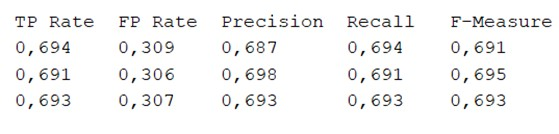 TP Rate FP Rate Precision Recall F-Measure
0,694 0,309 0,687 0,694 0,691
0,691 0,306 0,698 0,691 0,695
0,693 0,307 0,693 0,693 0,693